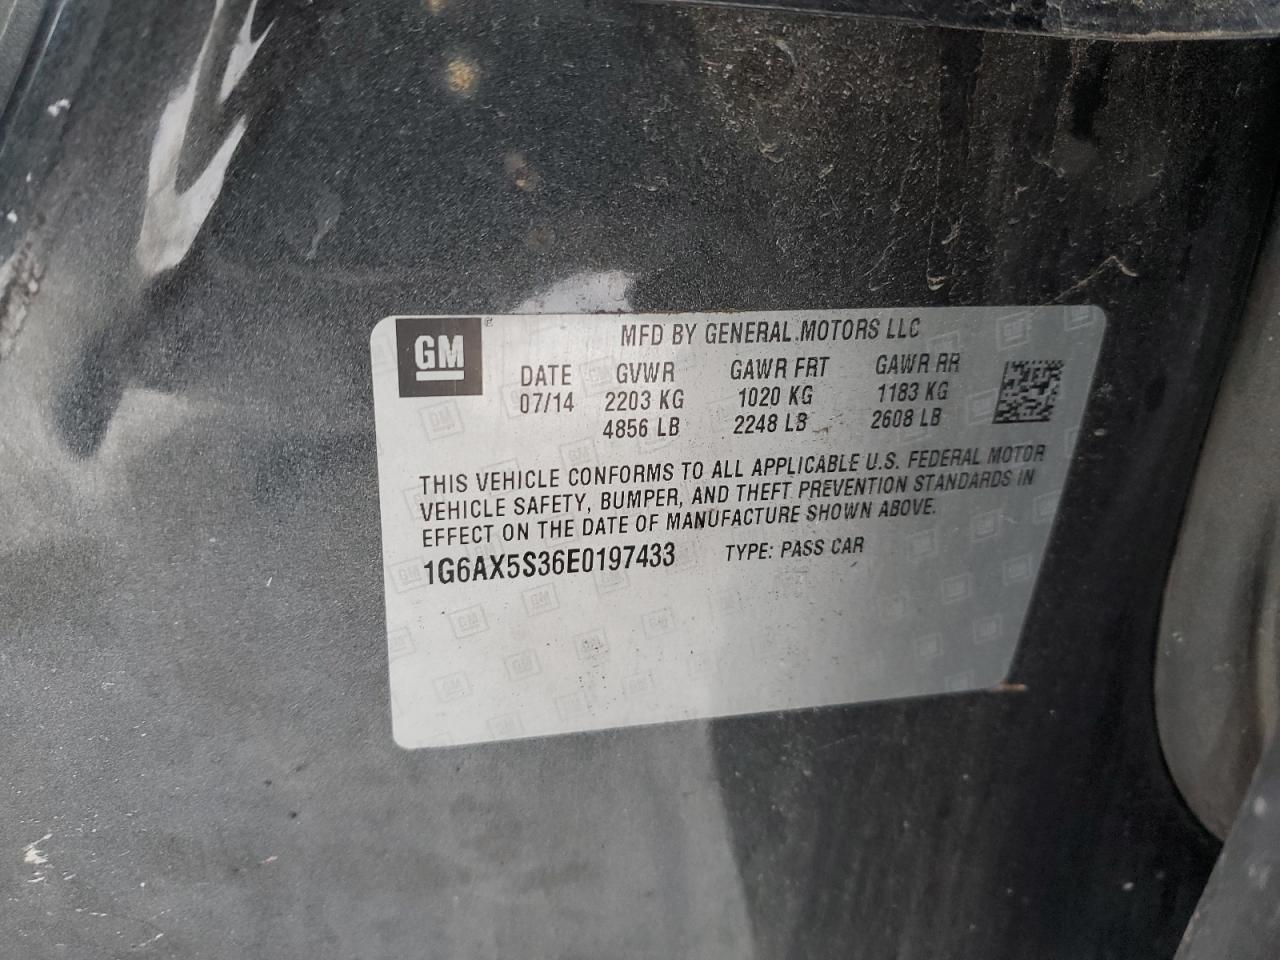 GM
MFD BY GENERAL MOTORS LLC
DATE GVWR GAWR FRT GAWR RR
07/14 2203 KG 1020 KG 1183 KG
4856 LB 2248 LB 2608 LB
THIS VEHICLE CONFORMS TO ALL APPLICABLE U.S. FEDERAL MOTOR
VEHICLE SAFETY, BUMPER, AND THEFT PREVENTION STANDARDS IN
EFFECT ON THE DATE OF MANUFACTURE SHOWN ABOVE.
1G6AX5S36E0197433 TYPE: PASS CAR